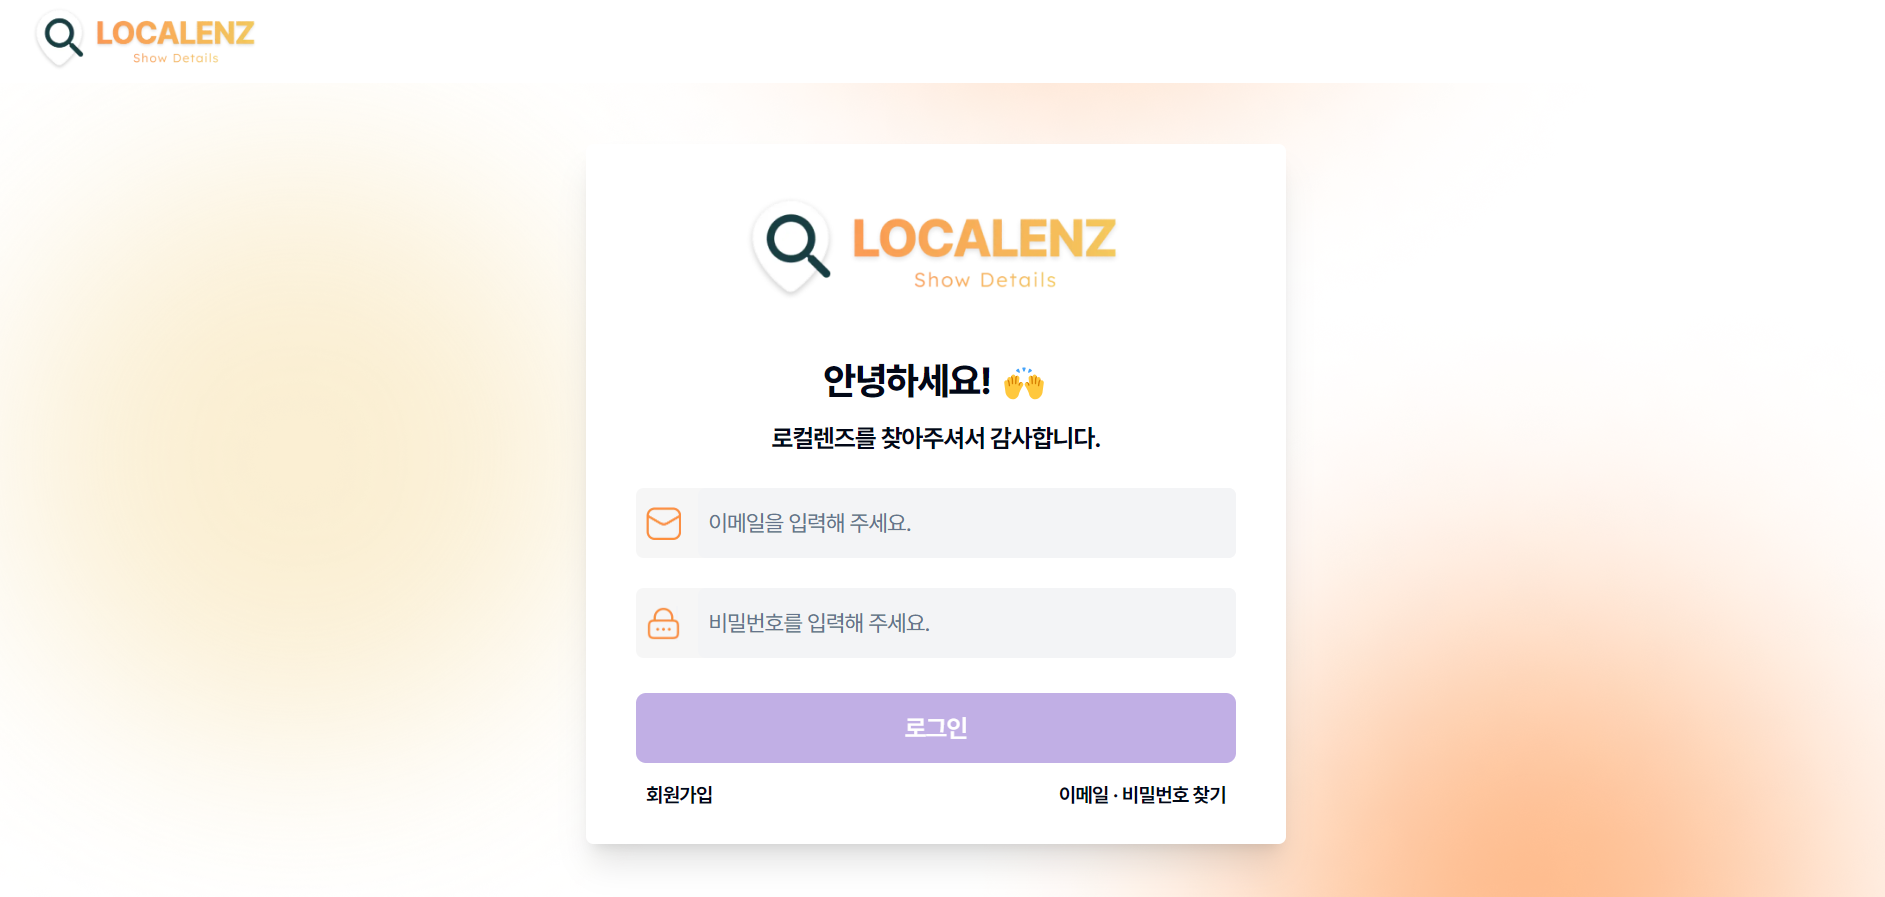 LOCALENZ
Show Details
LOCALENZ
Show Details
안녕하세요! 🙌
로컬렌즈를 찾아주셔서 감사합니다.
이메일을 입력해 주세요.
비밀번호를 입력해 주세요.
로그인
회원가입
이메일 · 비밀번호 찾기